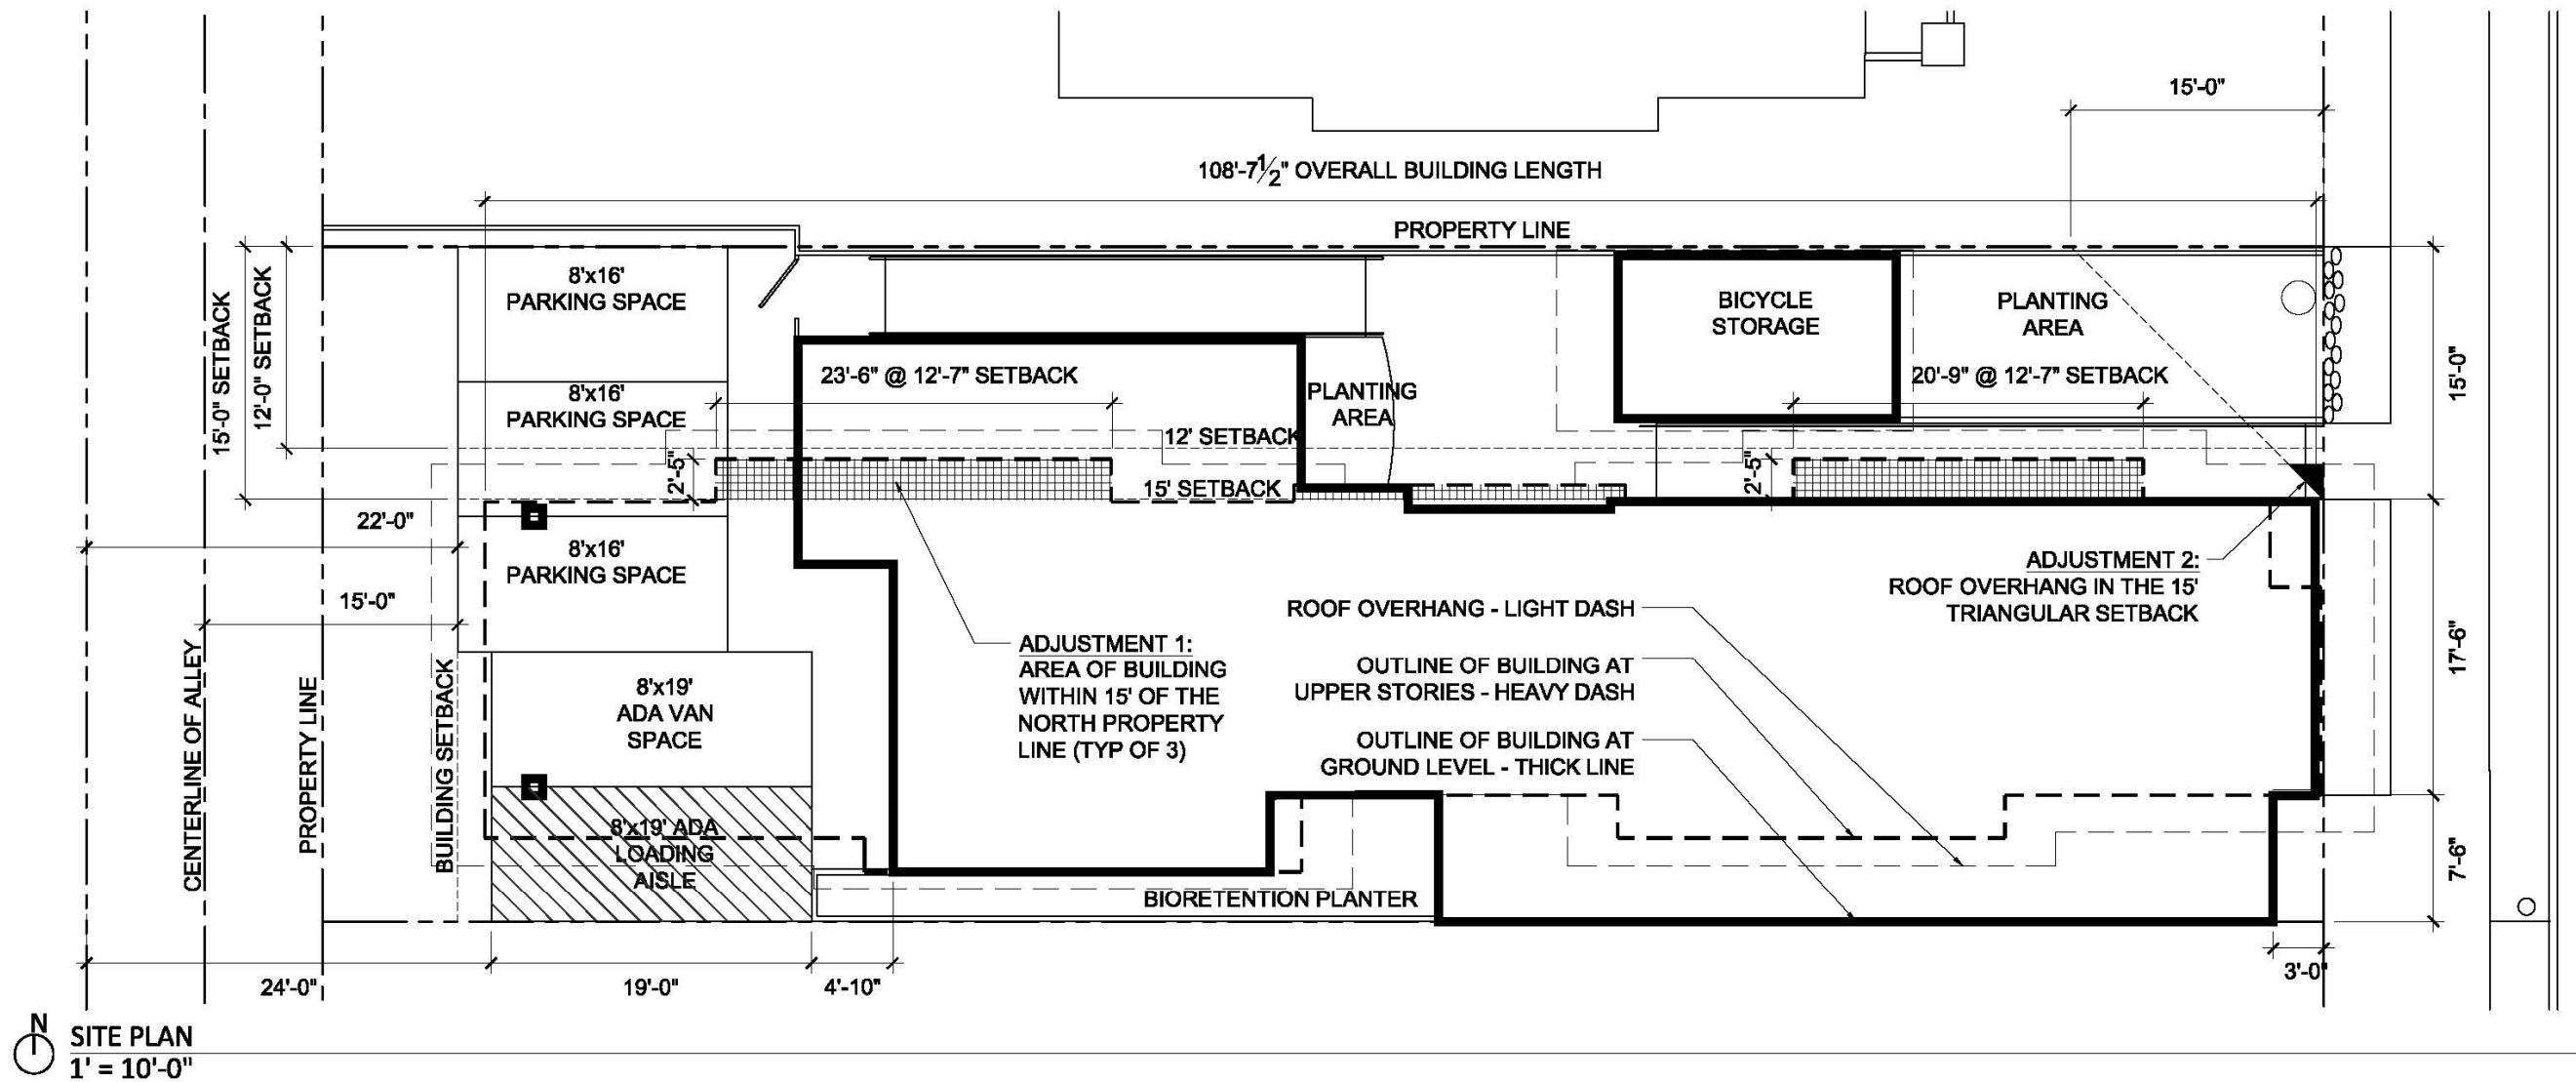 15'-0"
108'-7½" OVERALL BUILDING LENGTH
PROPERTY LINE
15'-0" SETBACK
12'-0" SETBACK
8'x16'
PARKING SPACE
BICYCLE
STORAGE
PLANTING
AREA
23'-6" @ 12'-7" SETBACK
20'-9" @ 12'-7" SETBACK
15'-0"
8'x16'
PARKING SPACE
PLANTING
AREA
12' SETBACK
2'-5"
15' SETBACK
2'-5"
22'-0"
8'x16'
PARKING SPACE
15'-0"
ADJUSTMENT 2:
ROOF OVERHANG IN THE 15'
TRIANGULAR SETBACK
ROOF OVERHANG - LIGHT DASH
ADJUSTMENT 1:
AREA OF BUILDING
WITHIN 15' OF THE
NORTH PROPERTY
LINE (TYP OF 3)
OUTLINE OF BUILDING AT
UPPER STORIES - HEAVY DASH
OUTLINE OF BUILDING AT
GROUND LEVEL - THICK LINE
17'-6"
CENTERLINE OF ALLEY
PROPERTY LINE
BUILDING SETBACK
8'x19'
ADA VAN
SPACE
8'x19' ADA
LOADING
AISLE
BIORETENTION PLANTER
7'-6"
24'-0"
19'-0"
4'-10"
3'-0"
N
SITE PLAN
1' = 10'-0"